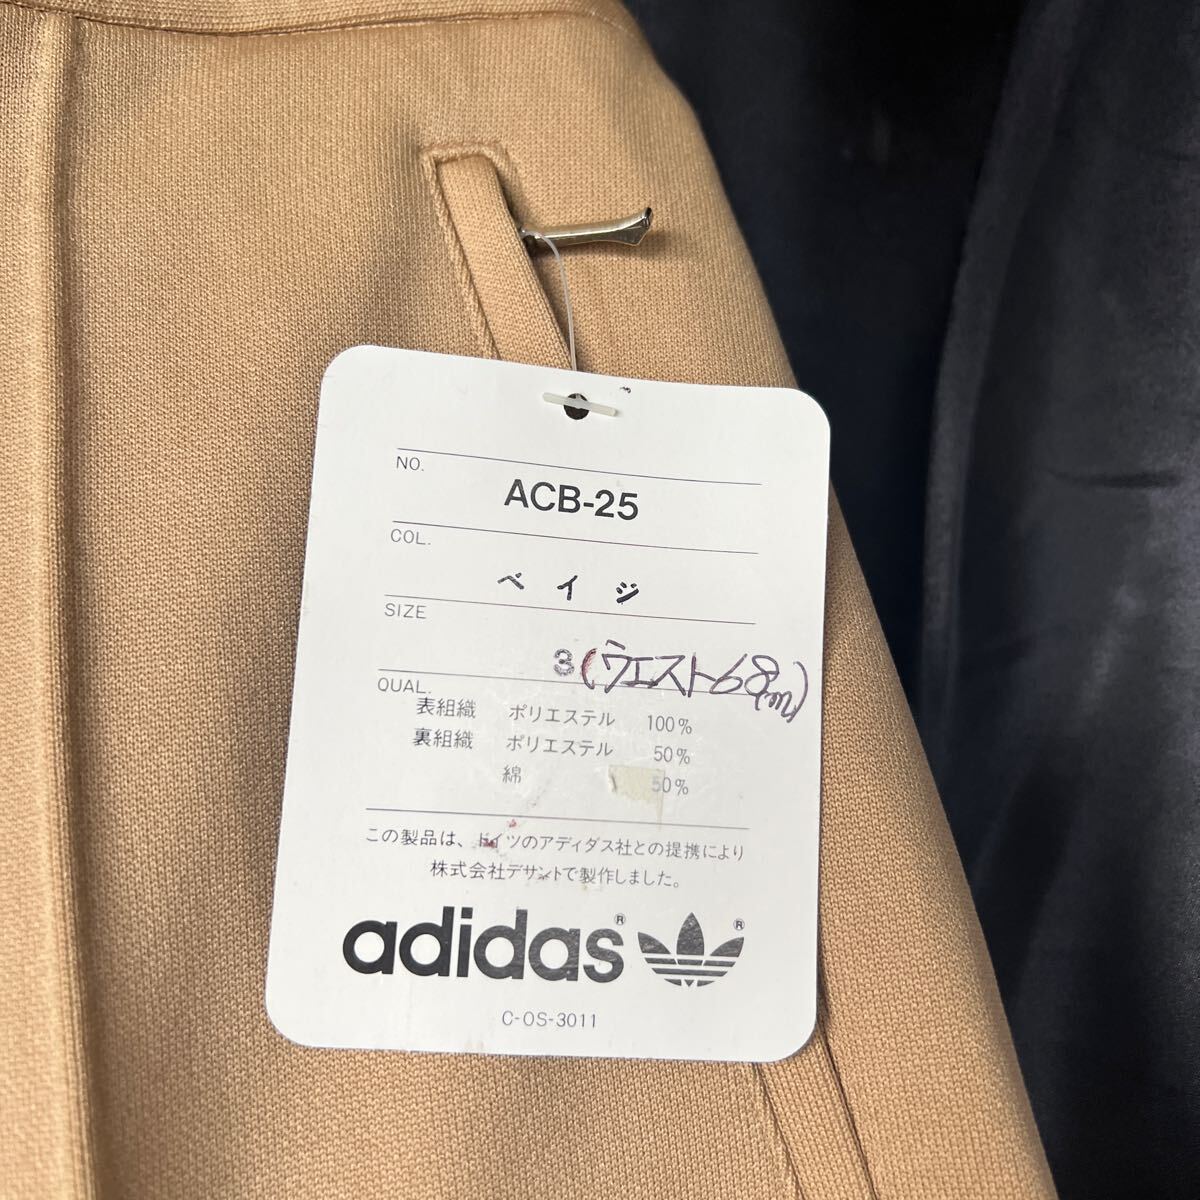 NO.
ACB-25
COL.
ベイジ
SIZE
3 (ウエスト68cm)
QUAL.
表組織 ポリエステル 100%
裏組織 ポリエステル 50%
綿 50%
この製品は、ドイツのアディダス社との提携により
株式会社デサントで製作しました。
adidas® ®
C-OS-3011